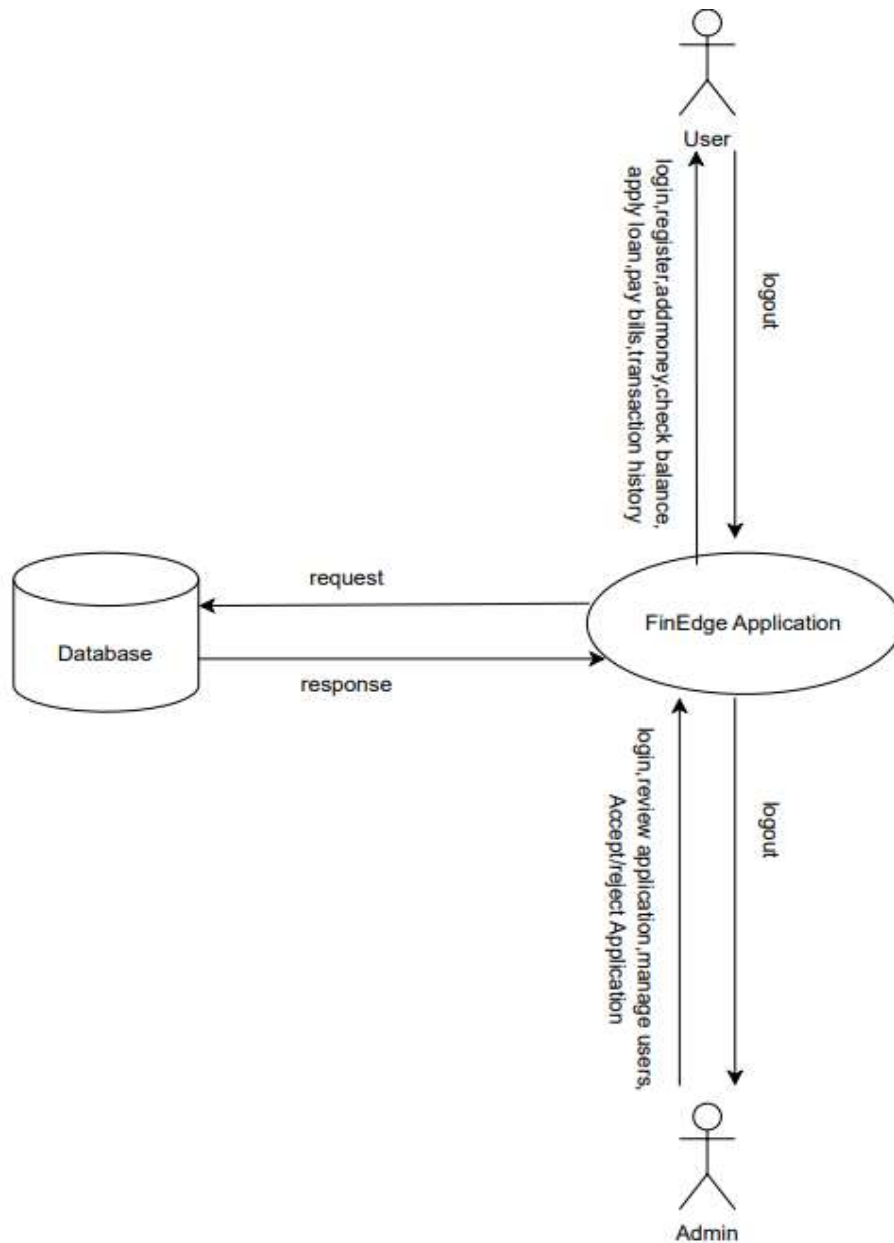 User
login,register,addmoney,check balance,
apply loan,pay bills,transaction history
logout
request
FinEdge Application
Database
response
login,review application,manage users,
Accept/reject Application
logout
Admin